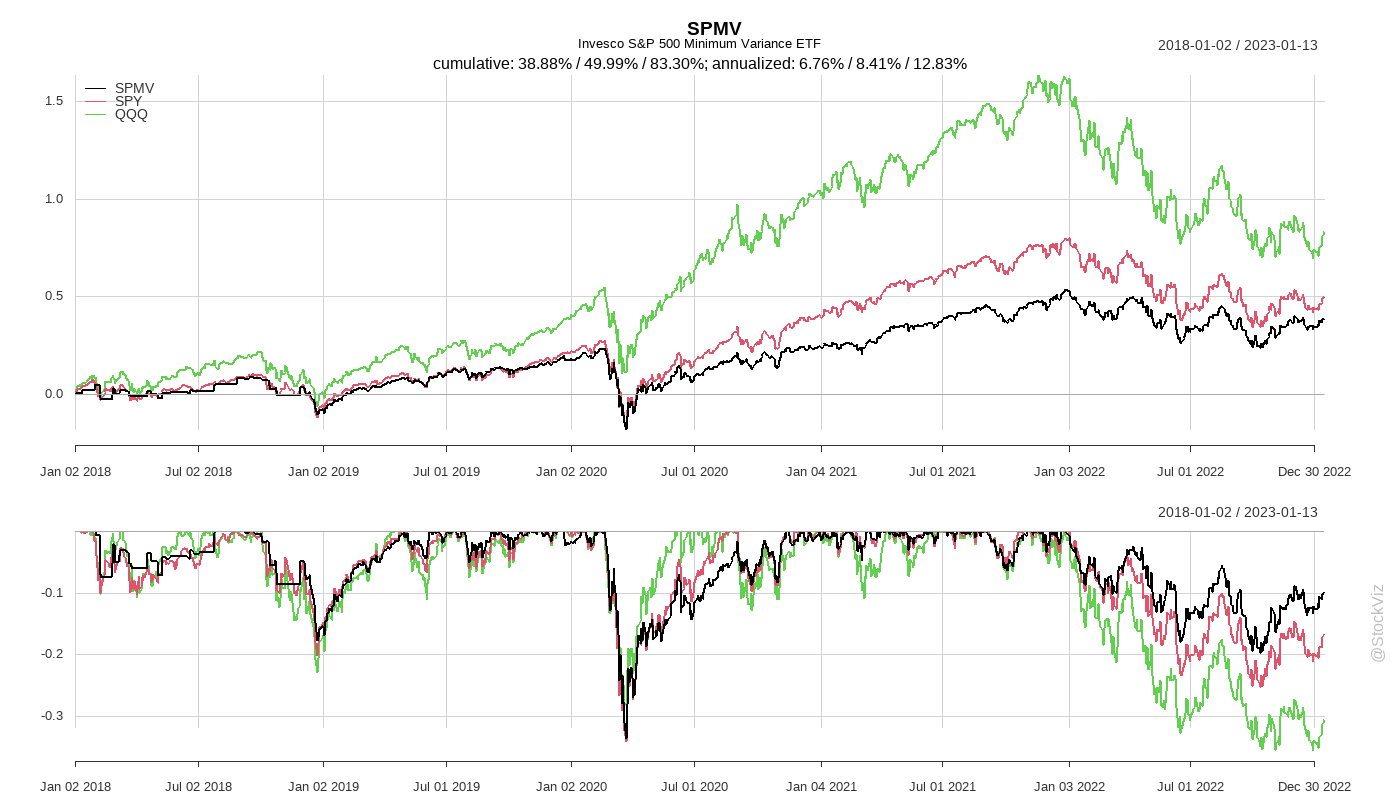 SPMV
Invesco S&P 500 Minimum Variance ETF
2018-01-02 / 2023-01-13
cumulative: 38.88% / 49.99% / 83.30%; annualized: 6.76% / 8.41% / 12.83%
SPMV
SPY
QQQ
1.5
1.0
0.5
0.0
Jan 02 2018 Jul 02 2018 Jan 02 2019 Jul 01 2019 Jan 02 2020 Jul 01 2020 Jan 04 2021 Jul 01 2021 Jan 03 2022 Jul 01 2022 Dec 30 2022
2018-01-02 / 2023-01-13
-0.1
-0.2
-0.3
Jan 02 2018 Jul 02 2018 Jan 02 2019 Jul 01 2019 Jan 02 2020 Jul 01 2020 Jan 04 2021 Jul 01 2021 Jan 03 2022 Jul 01 2022 Dec 30 2022
@StockViz